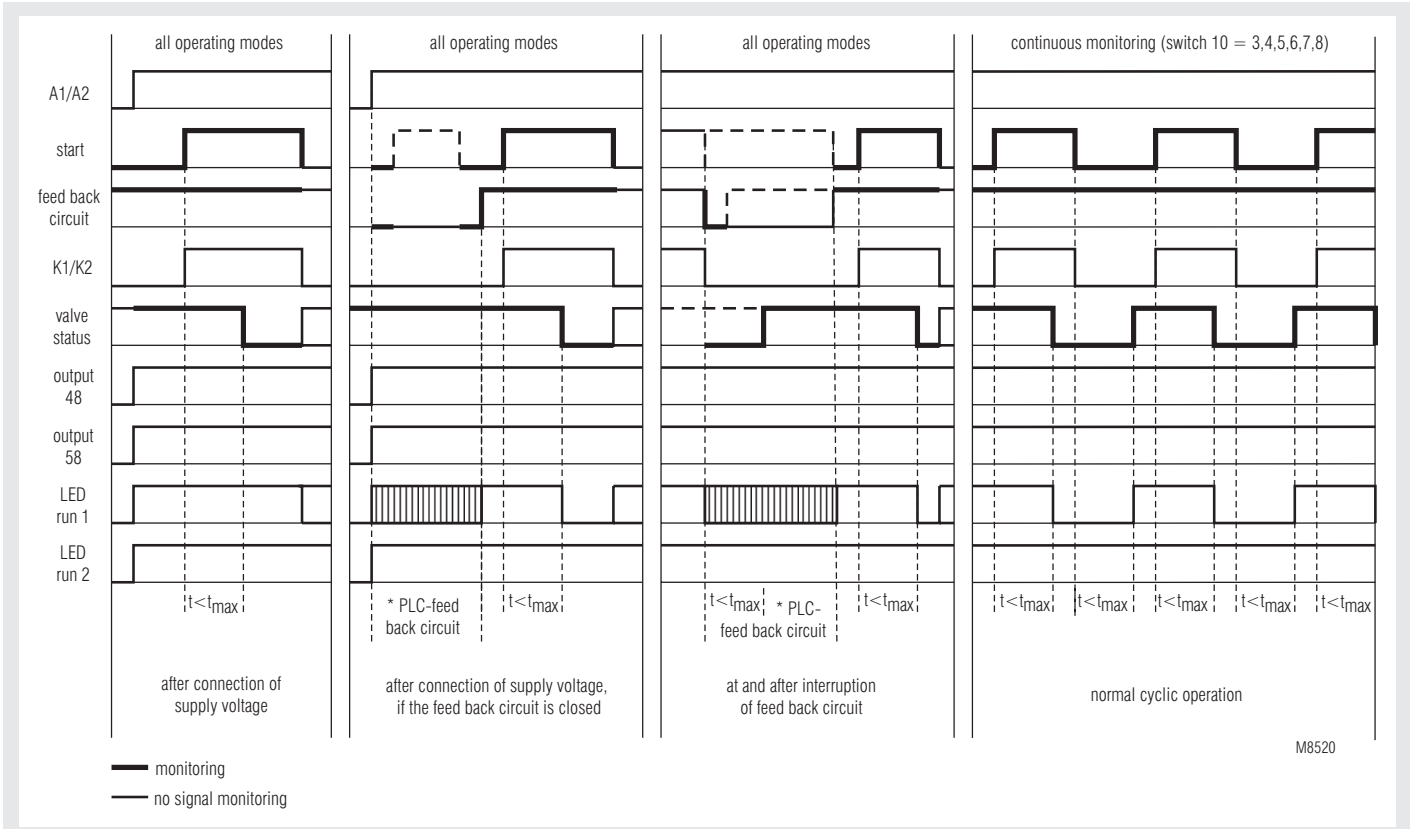 all operating modes
all operating modes
all operating modes
continuous monitoring (switch 10 = 3,4,5,6,7,8)
A1/A2
start
feed back
circuit
K1/K2
valve
status
output
48
output
58
LED
run 1
LED
run 2
t<tmax
* PLC-feed
back circuit
t<tmax
t<tmax
* PLC-
feed back circuit
t<tmax
t<tmax
t<tmax
t<tmax
t<tmax
t<tmax
after connection of
supply voltage
after connection of supply voltage,
if the feed back circuit is closed
at and after interruption
of feed back circuit
normal cyclic operation
M8520
monitoring
no signal monitoring